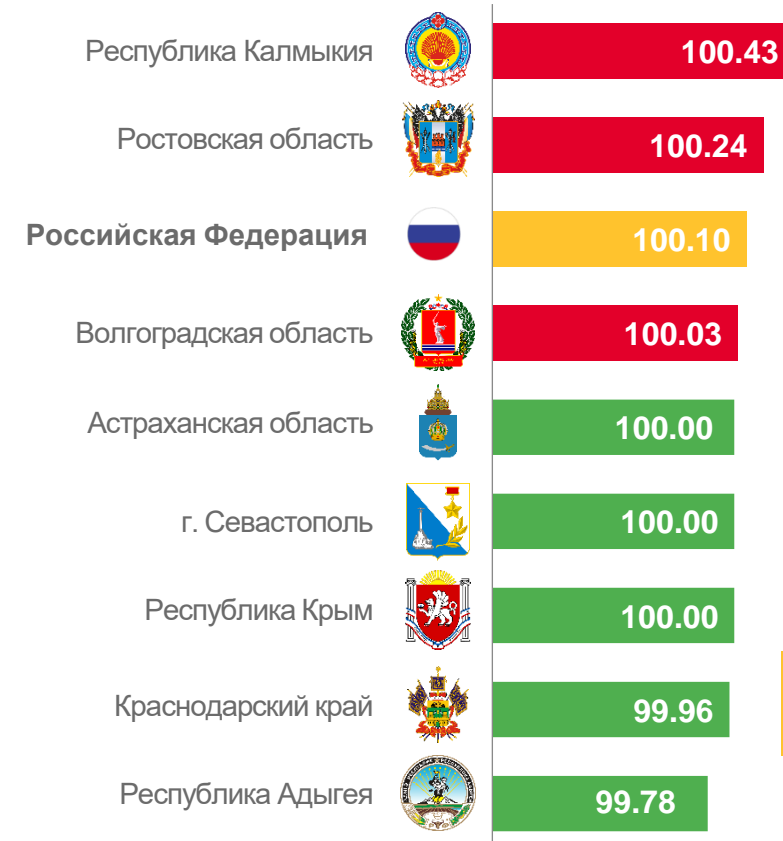 Республика Калмыкия 100.43
Ростовская область 100.24
Российская Федерация 100.10
Волгоградская область 100.03
Астраханская область 100.00
г. Севастополь 100.00
Республика Крым 100.00
Краснодарский край 99.96
Республика Адыгея 99.78